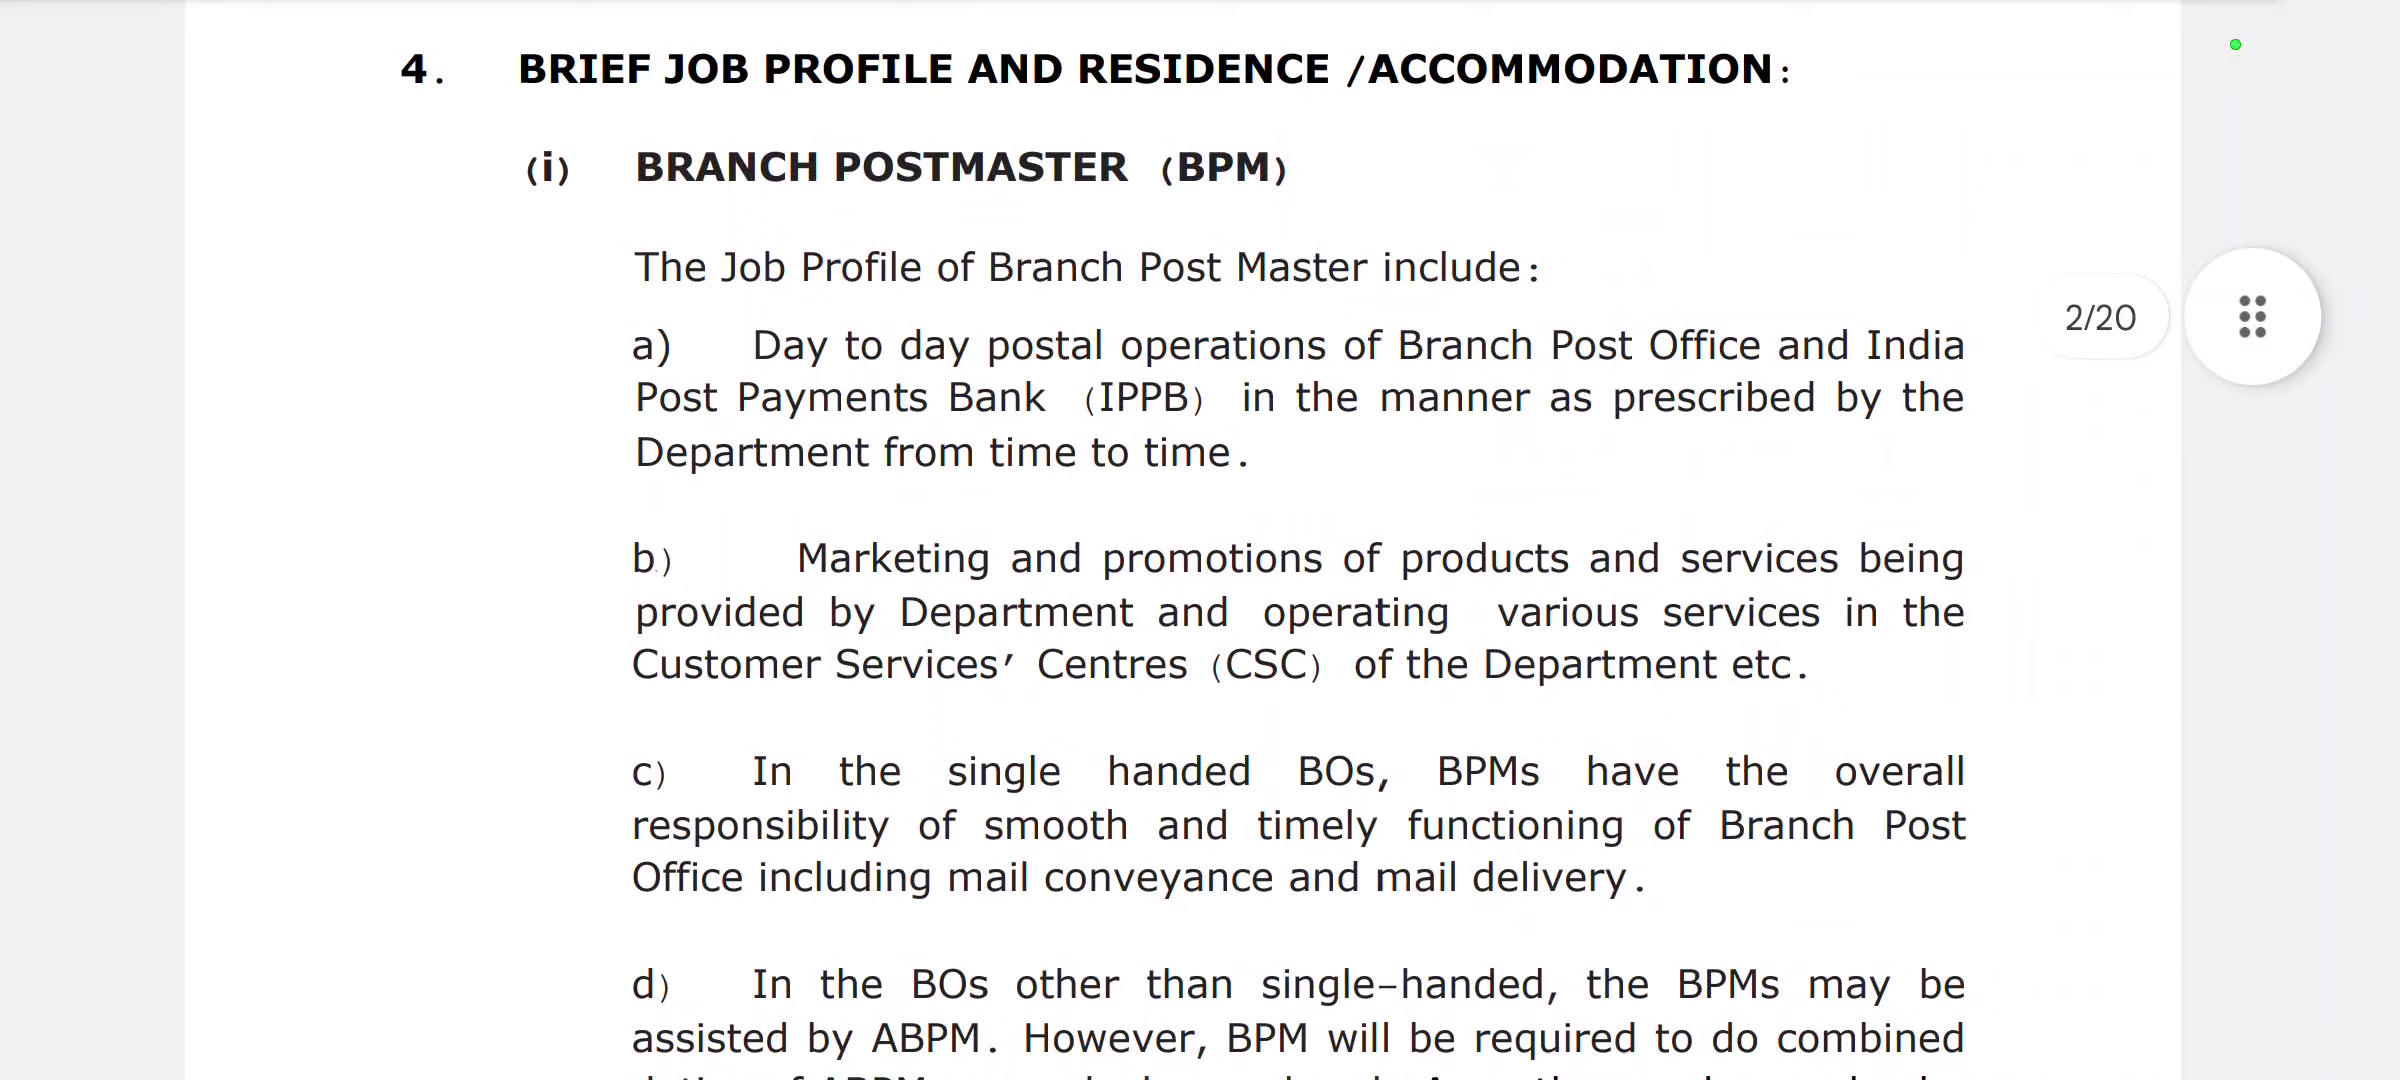 4. BRIEF JOB PROFILE AND RESIDENCE /ACCOMMODATION:
(i) BRANCH POSTMASTER (BPM)
The Job Profile of Branch Post Master include:
2/20
a) Day to day postal operations of Branch Post Office and India
Post Payments Bank (IPPB) in the manner as prescribed by the
Department from time to time.
b) Marketing and promotions of products and services being
provided by Department and operating various services in the
Customer Services’ Centres (CSC) of the Department etc.
c) In the single handed BOs, BPMs have the overall
responsibility of smooth and timely functioning of Branch Post
Office including mail conveyance and mail delivery.
d) In the BOs other than single-handed, the BPMs may be
assisted by ABPM. However, BPM will be required to do combined